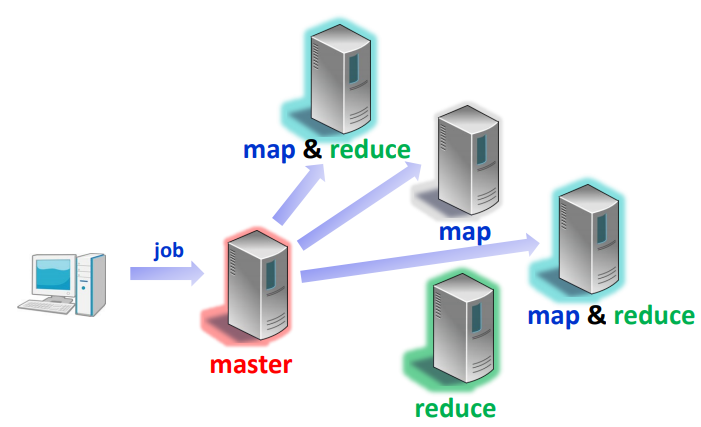 map & reduce
map
job
map & reduce
master
reduce